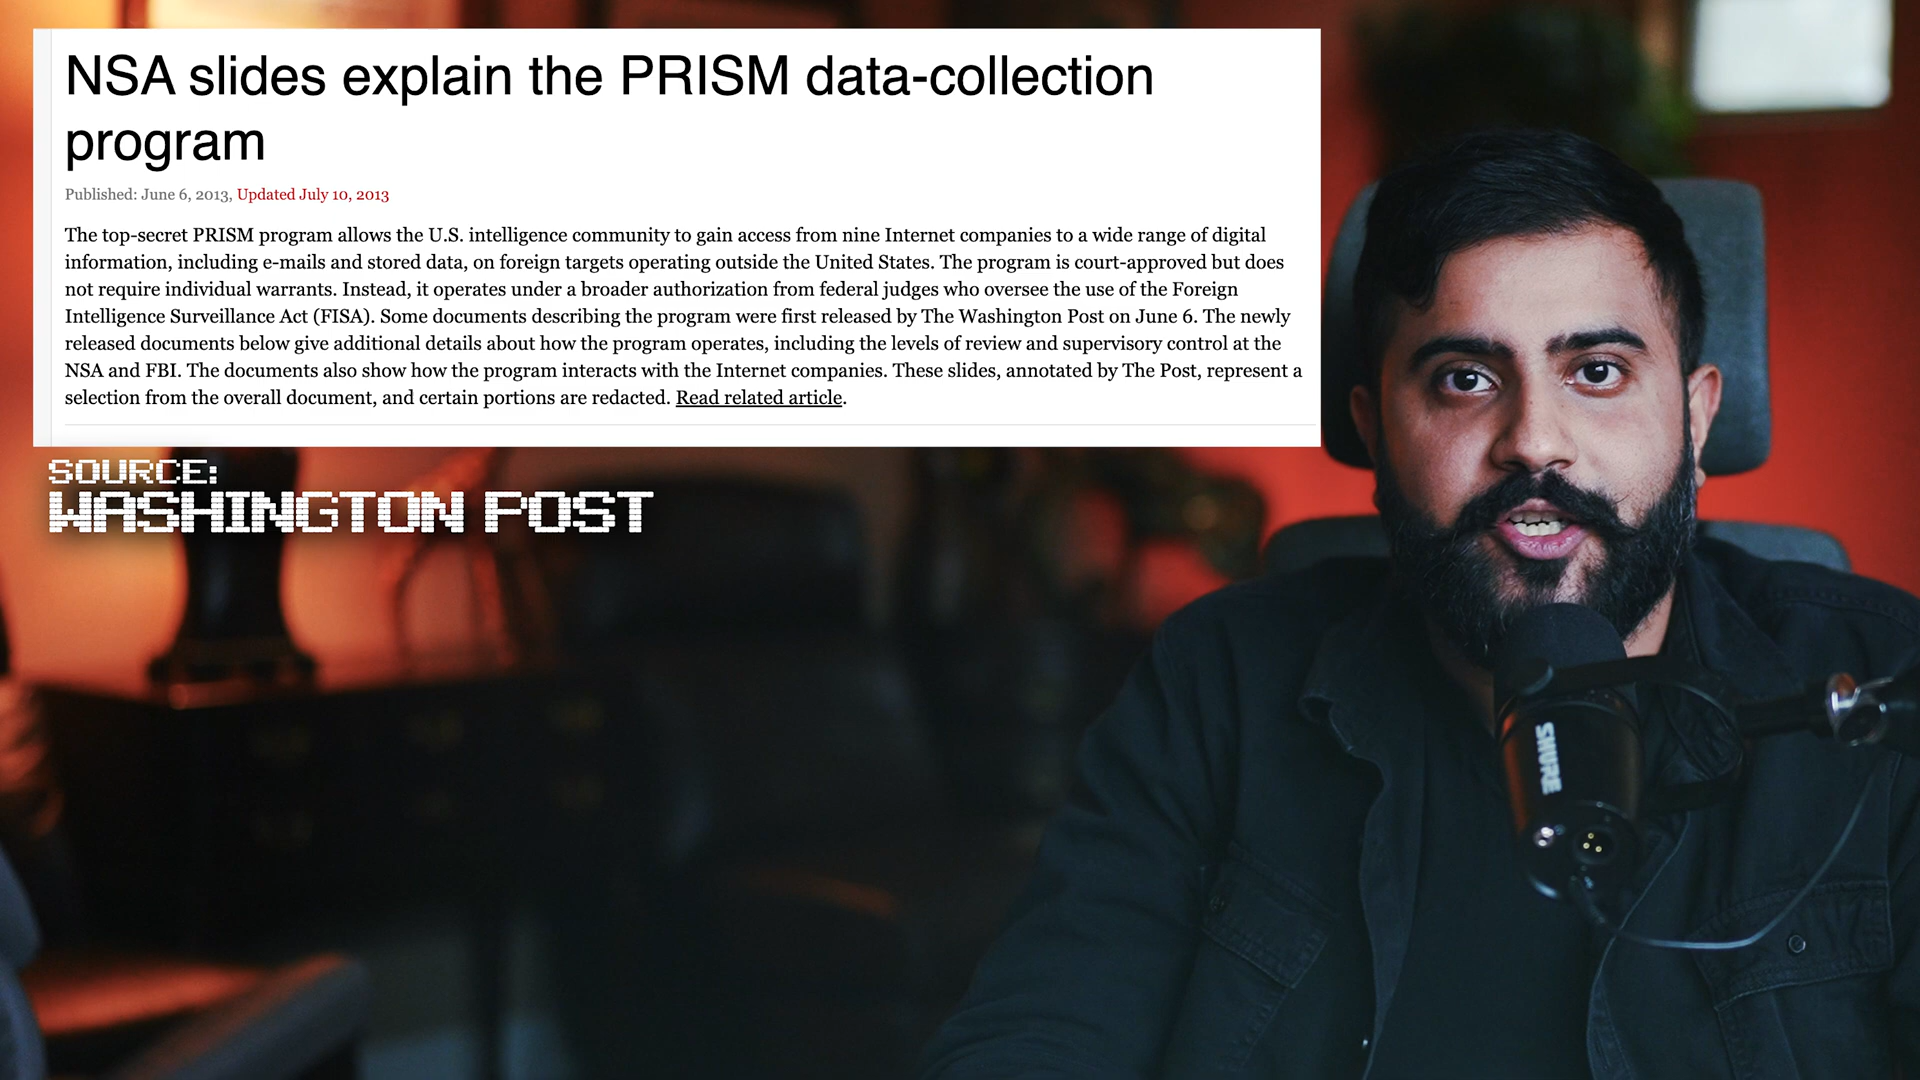 NSA slides explain the PRISM data-collection
program
Published: June 6, 2013, Updated July 10, 2013
The top-secret PRISM program allows the U.S. intelligence community to gain access from nine Internet companies to a wide range of digital
information, including e-mails and stored data, on foreign targets operating outside the United States. The program is court-approved but does
not require individual warrants. Instead, it operates under a broader authorization from federal judges who oversee the use of the Foreign
Intelligence Surveillance Act (FISA). Some documents describing the program were first released by The Washington Post on June 6. The newly
released documents below give additional details about how the program operates, including the levels of review and supervisory control at the
NSA and FBI. The documents also show how the program interacts with the Internet companies. These slides, annotated by The Post, represent a
selection from the overall document, and certain portions are redacted. Read related article.
SOURCE:
WASHINGTON POST
SHURE